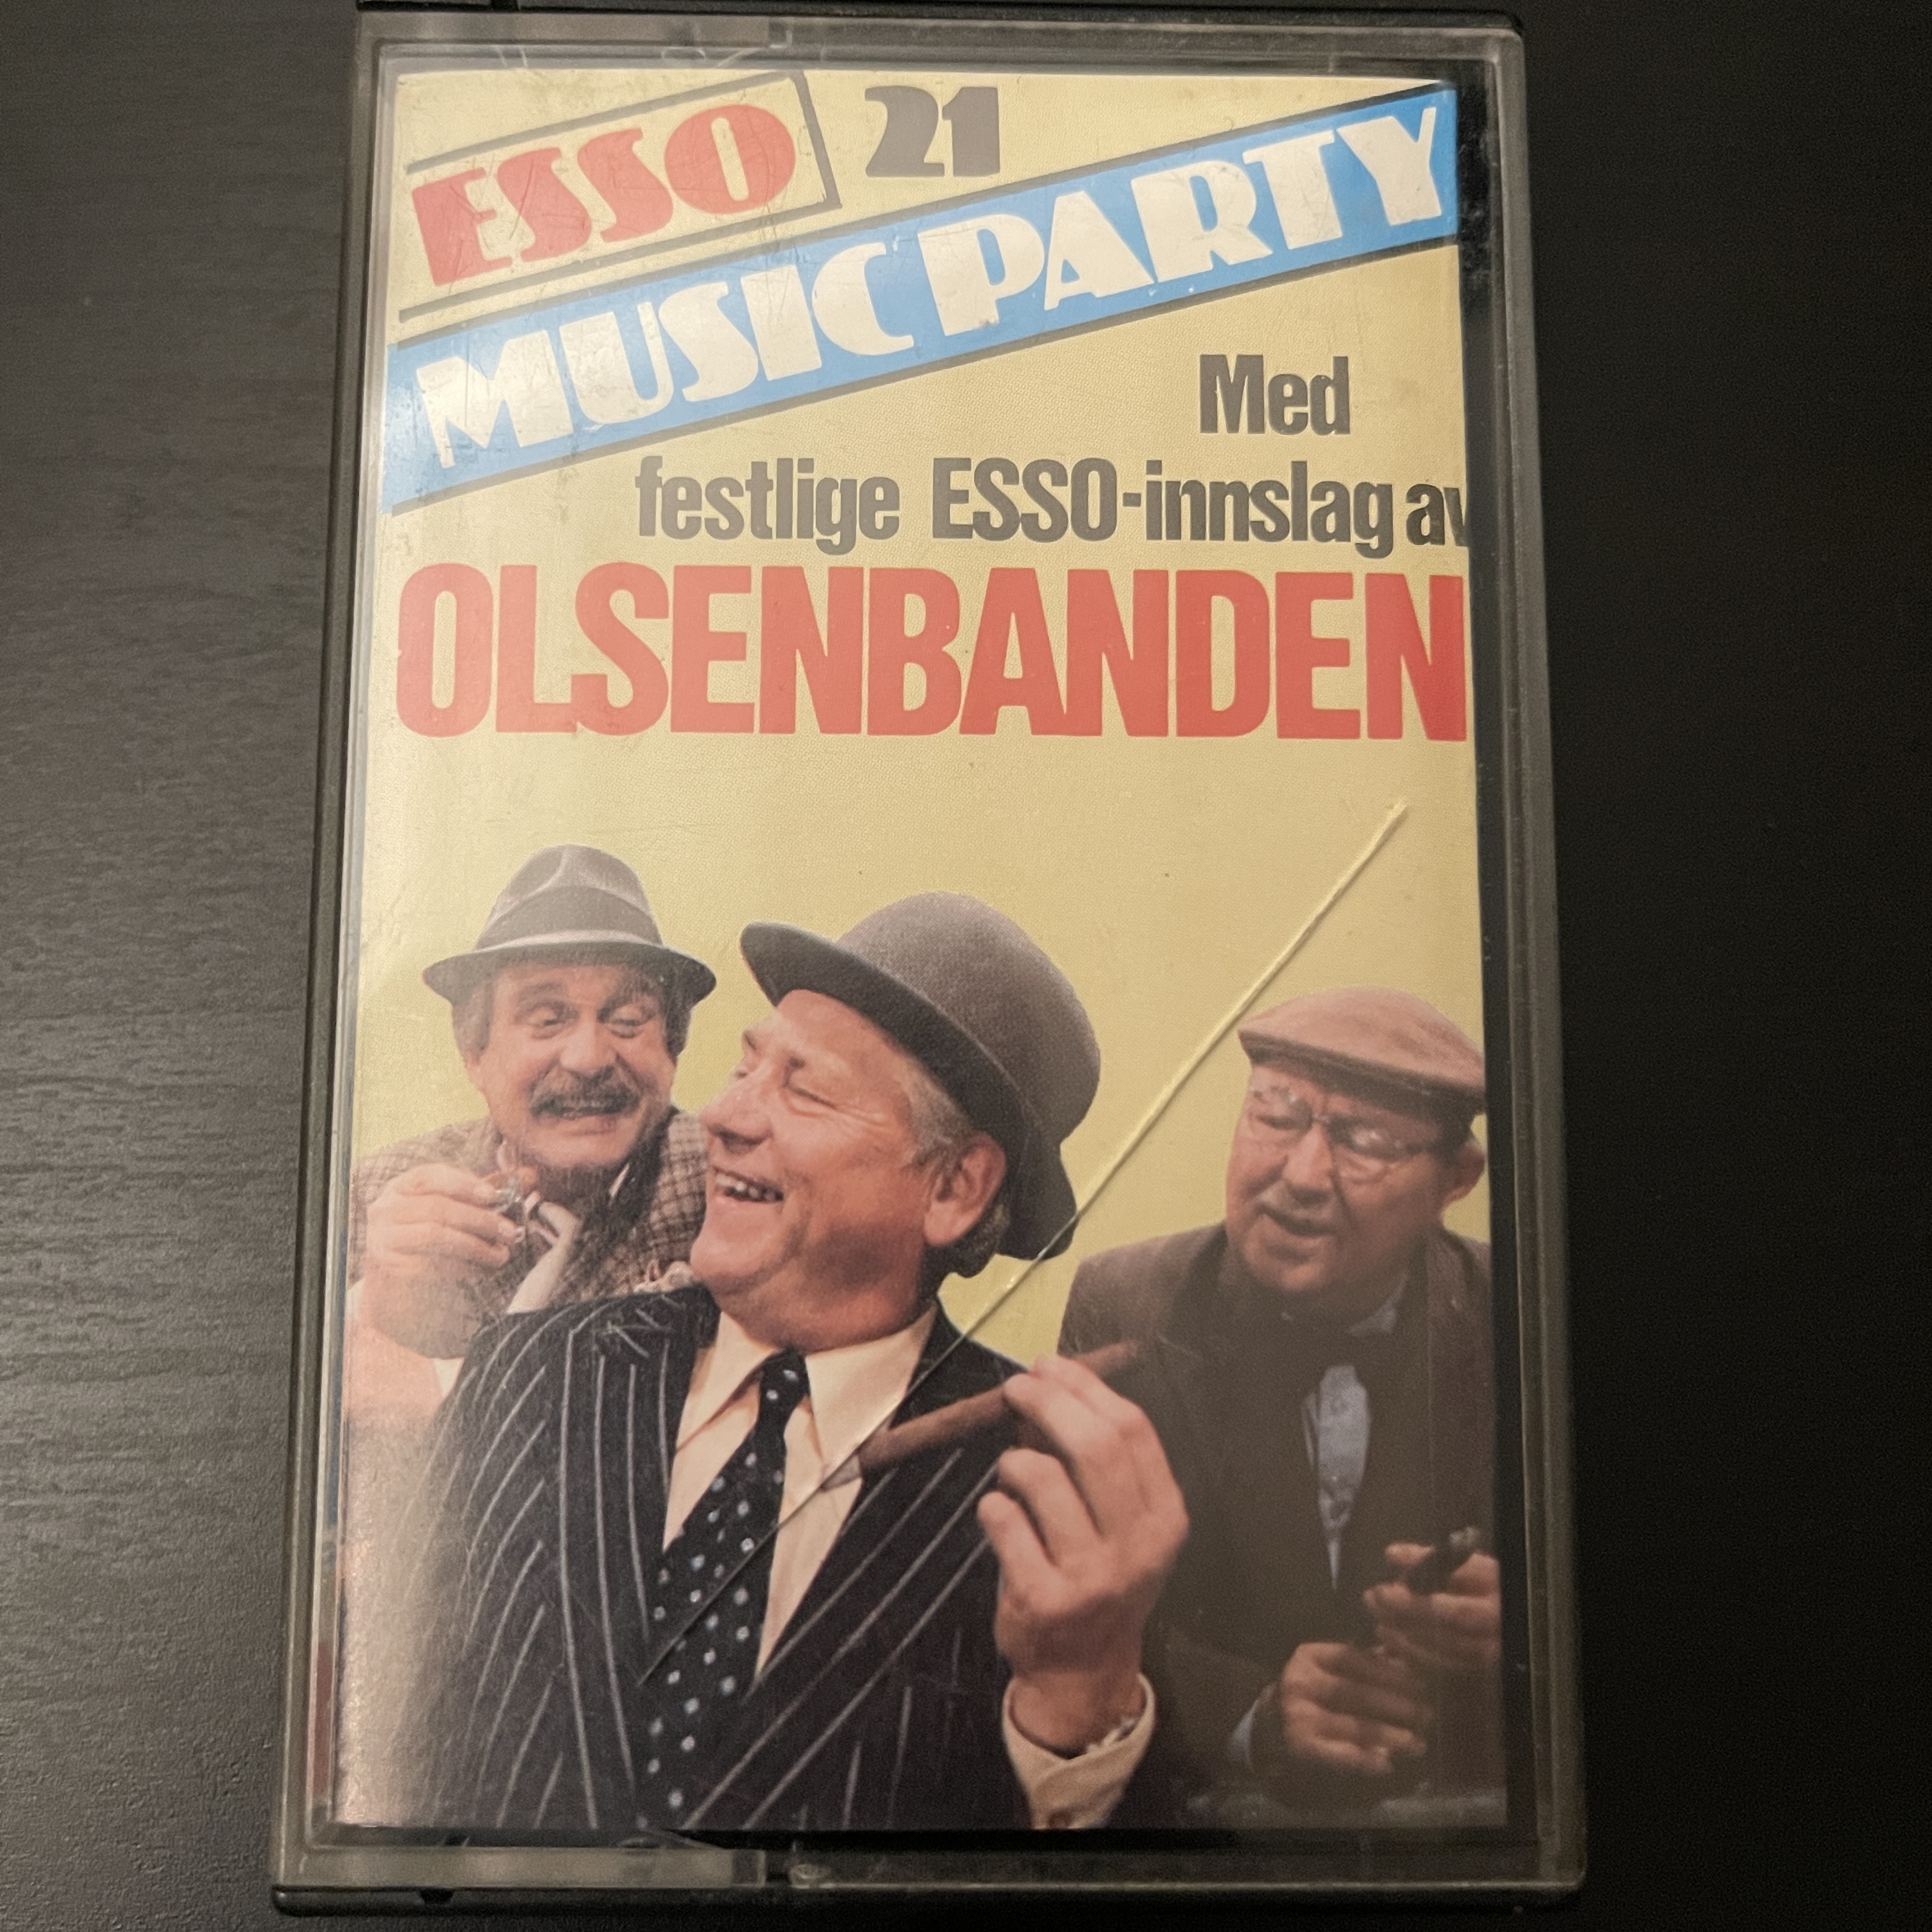 ESSO 21
MUSIC PARTY
Med
festlige ESSO-innslag av
OLSENBANDEN